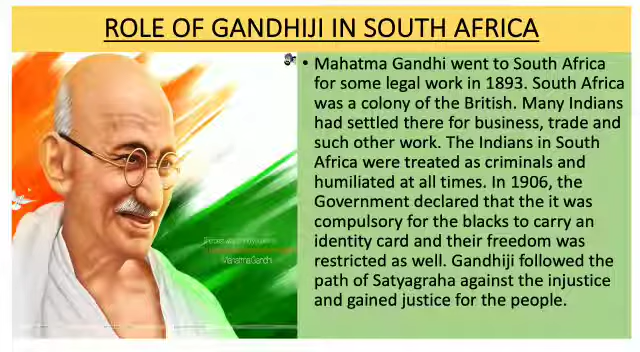 ROLE OF GANDHIJI IN SOUTH AFRICA
• Mahatma Gandhi went to South Africa
for some legal work in 1893. South Africa
was a colony of the British. Many Indians
had settled there for business, trade and
such other work. The Indians in South
Africa were treated as criminals and
humiliated at all times. In 1906, the
Government declared that the it was
compulsory for the blacks to carry an
identity card and their freedom was
restricted as well. Gandhiji followed the
path of Satyagraha against the injustice
and gained justice for the people.
Mahatma Gandhi